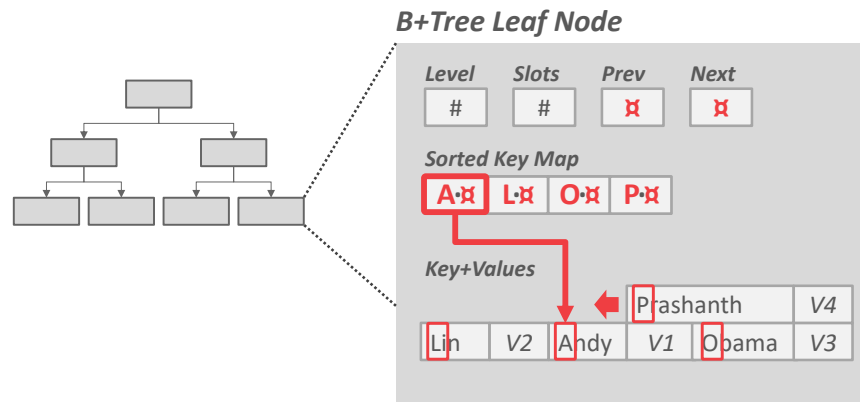 B+Tree Leaf Node
Level Slots Prev Next
# # ¤ ¤
Sorted Key Map
A·¤ L·¤ O·¤ P·¤
Key+Values
Prashanth V4
Lin V2 Andy V1 Obama V3